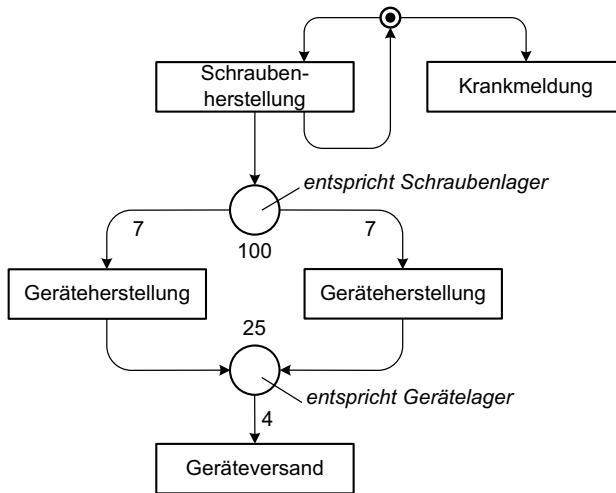 Schrauben-
herstellung
Krankmeldung
entspricht Schraubenlager
7
7
100
Geräteherstellung
Geräteherstellung
25
entspricht Gerätelager
4
Geräteversand